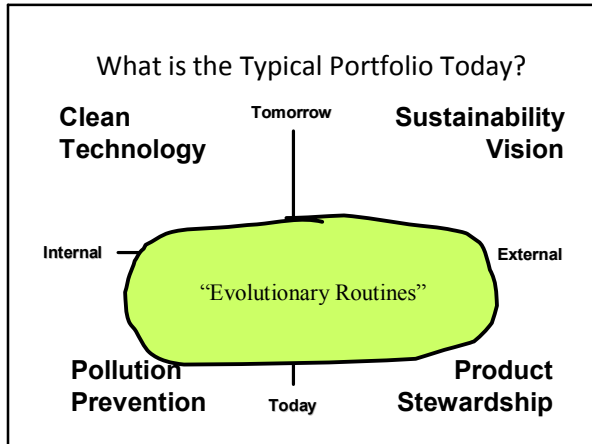 What is the Typical Portfolio Today?
Clean
Technology
Tomorrow
Sustainability
Vision
Internal
External
“Evolutionary Routines”
Pollution
Prevention
Today
Product
Stewardship